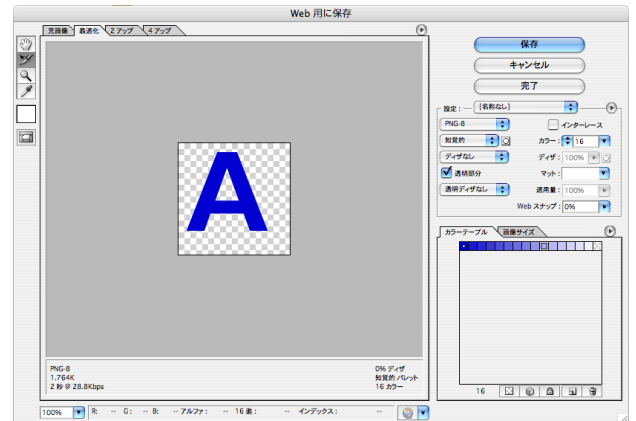 Web 用に保存
元画像 最適化 2 アップ 4 アップ
保存
キャンセル
完了
設定： [名称なし]
PNG-8 インターレース
知覚的 カラー： 16
ディザなし ディザ： 100%
透明部分 マット：
透明ディザなし 適用量： 100%
Web スナップ： 0%
カラーテーブル 画像サイズ
A
PNG-8 0% ディザ
1.764K 知覚的 パレット
2 秒 @ 28.8Kbps 16 カラー
16
100% R: -- G: -- B: -- アルファ： -- 16 進： -- インデックス： --